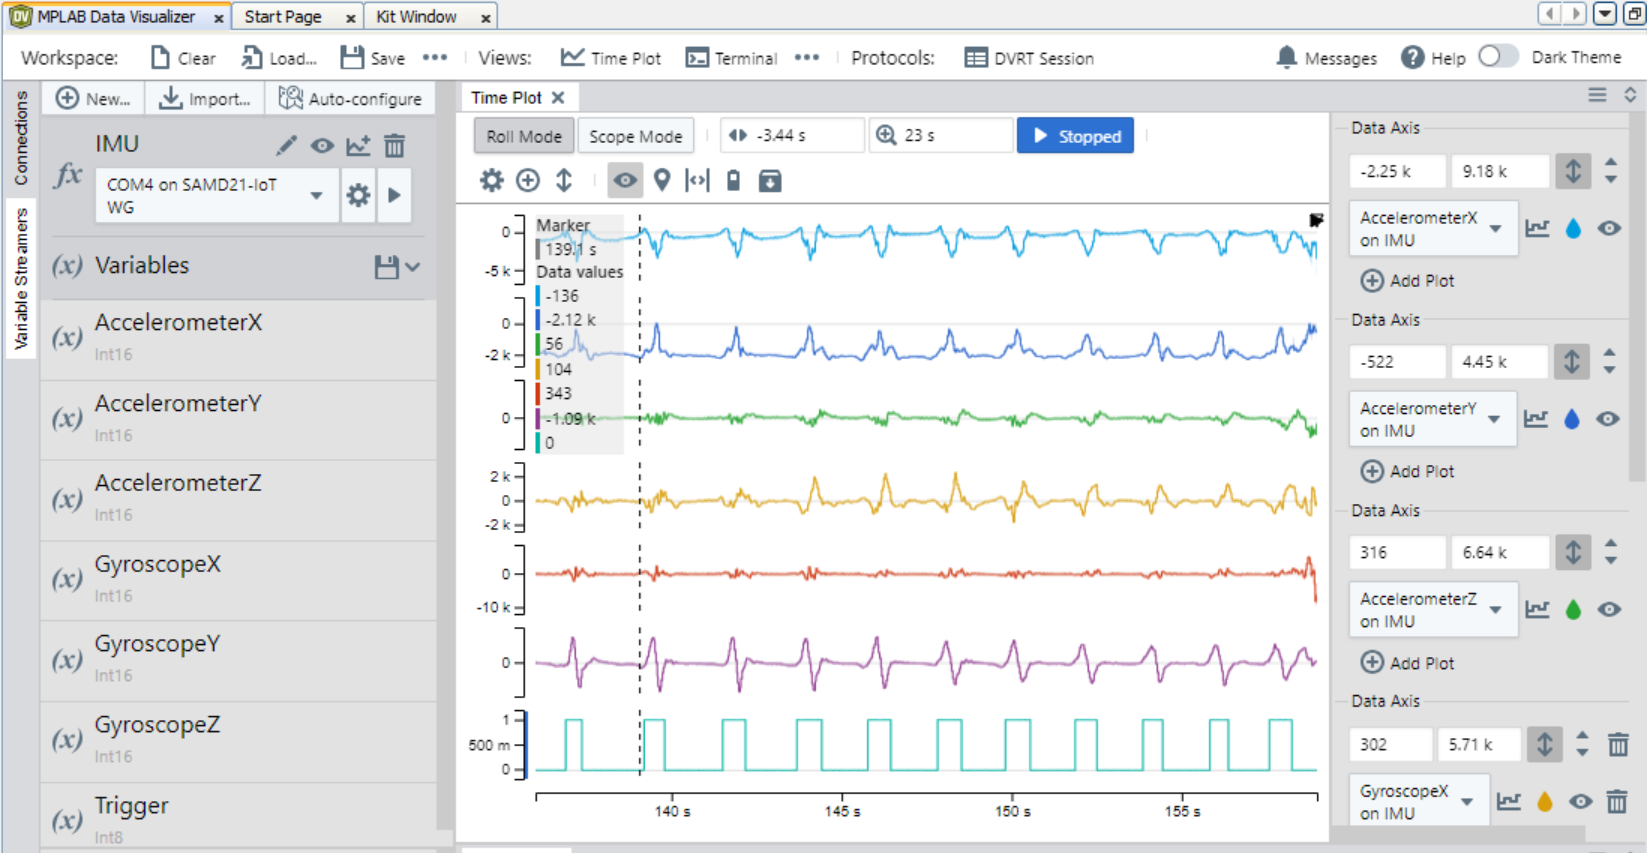 DV MPLAB Data Visualizer x Start Page x Kit Window x
Workspace: Clear Load... Save ••• Views: Time Plot Terminal ••• Protocols: DVRT Session Messages Help Dark Theme
Connections
Variable Streamers
New... Import... Auto-configure
IMU
fx
COM4 on SAMD21-IoT
WG
(x) Variables
(x) AccelerometerX
Int16
(x) AccelerometerY
Int16
(x) AccelerometerZ
Int16
(x) GyroscopeX
Int16
(x) GyroscopeY
Int16
(x) GyroscopeZ
Int16
(x) Trigger
Int8
Time Plot
Roll Mode Scope Mode -3.44 s 23 s Stopped
Marker
139.1 s
Data values
-136
-2.12 k
56
104
343
-1.09 k
0
0
-5 k
0
-2 k
0
2 k
0
-2 k
0
-10 k
0
1
500 m
0
140 s 145 s 150 s 155 s
Data Axis
-2.25 k 9.18 k
AccelerometerX
on IMU
Add Plot
Data Axis
-522 4.45 k
AccelerometerY
on IMU
Add Plot
Data Axis
316 6.64 k
AccelerometerZ
on IMU
Add Plot
Data Axis
302 5.71 k
GyroscopeX
on IMU